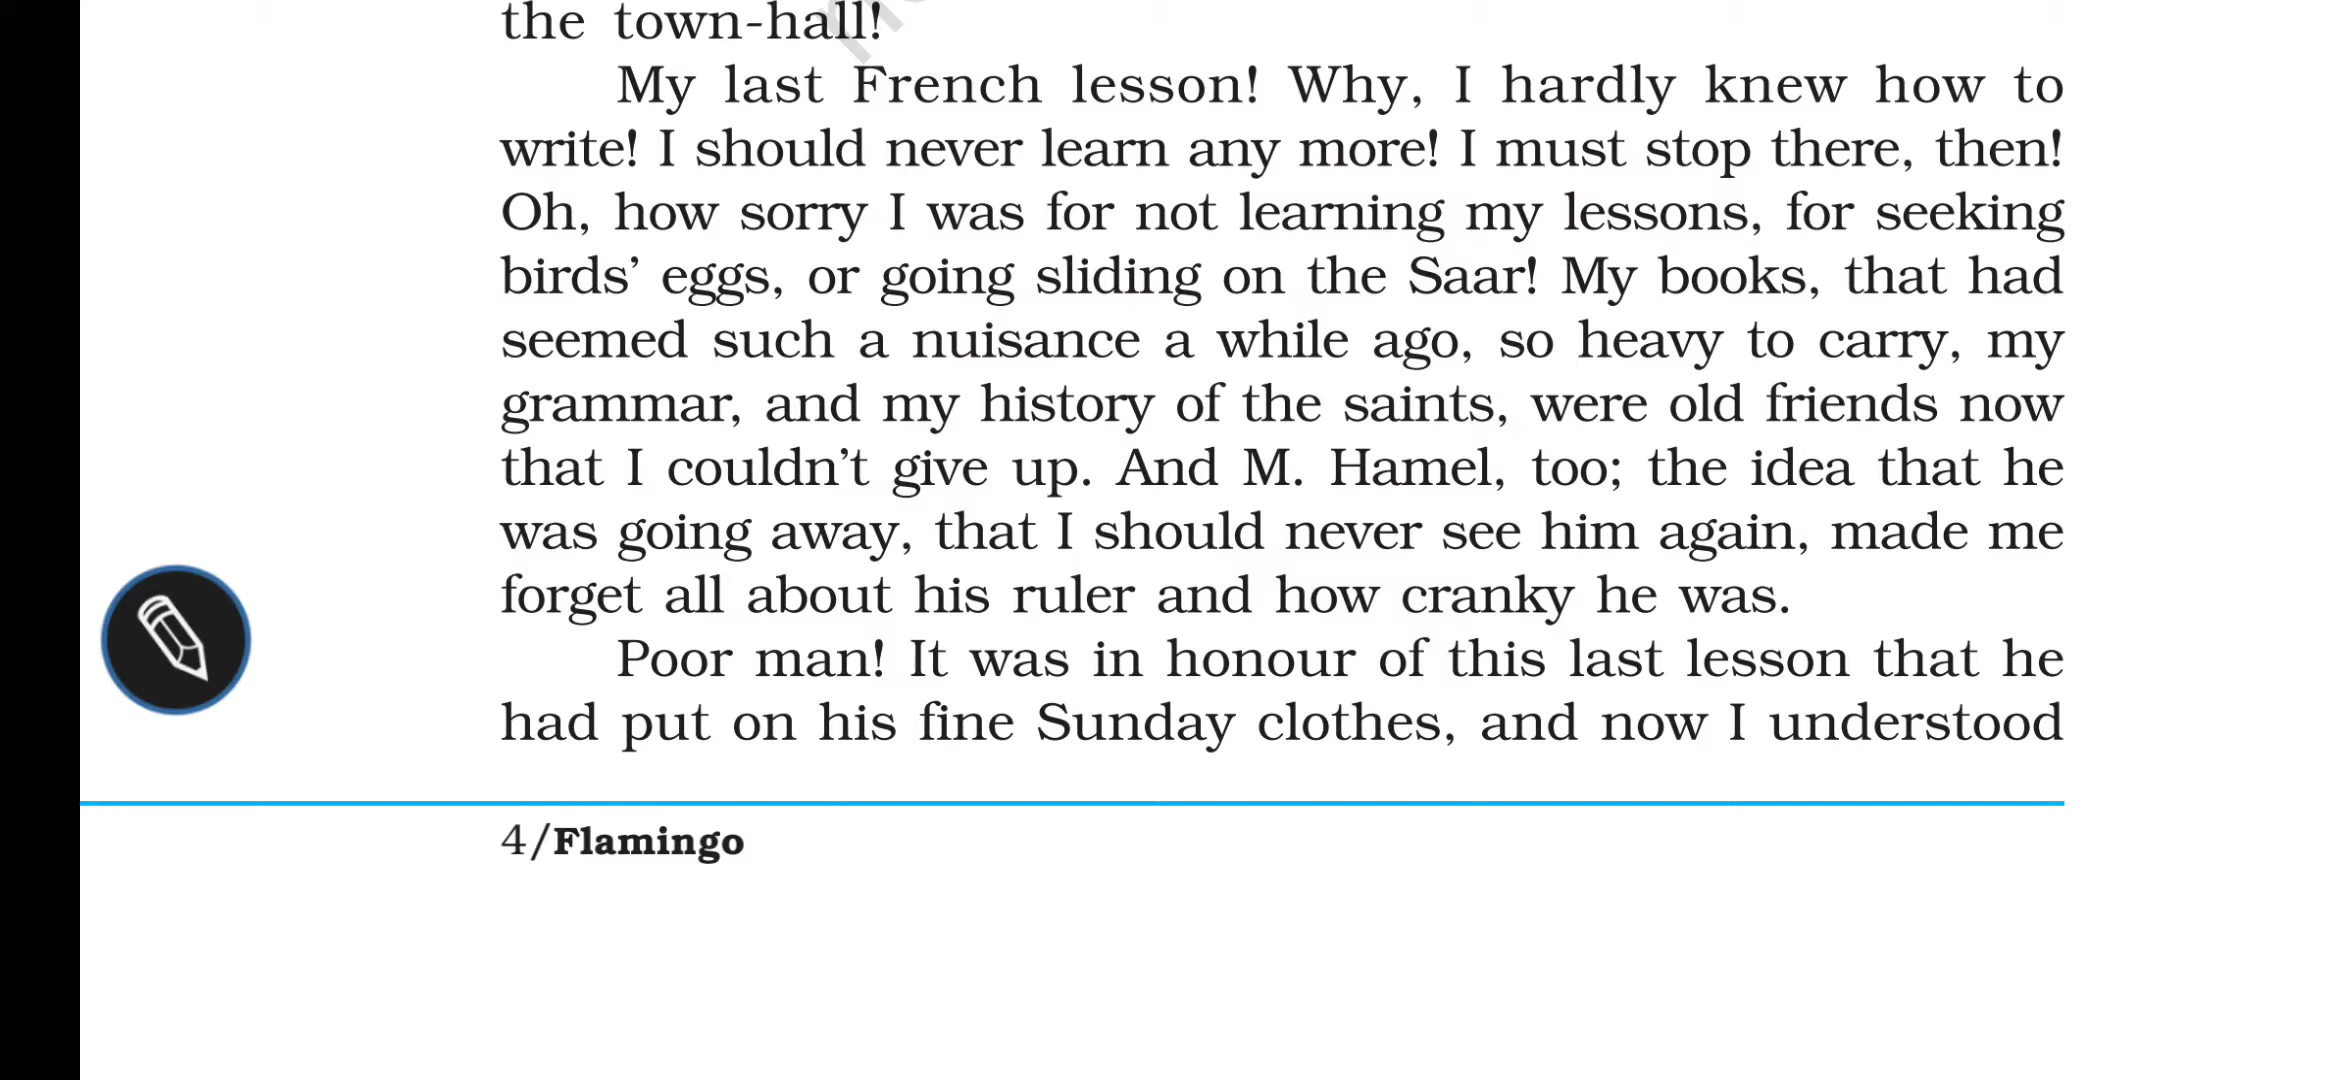 the town-hall!
My last French lesson! Why, I hardly knew how to
write! I should never learn any more! I must stop there, then!
Oh, how sorry I was for not learning my lessons, for seeking
birds’ eggs, or going sliding on the Saar! My books, that had
seemed such a nuisance a while ago, so heavy to carry, my
grammar, and my history of the saints, were old friends now
that I couldn’t give up. And M. Hamel, too; the idea that he
was going away, that I should never see him again, made me
forget all about his ruler and how cranky he was.
Poor man! It was in honour of this last lesson that he
had put on his fine Sunday clothes, and now I understood
4/Flamingo